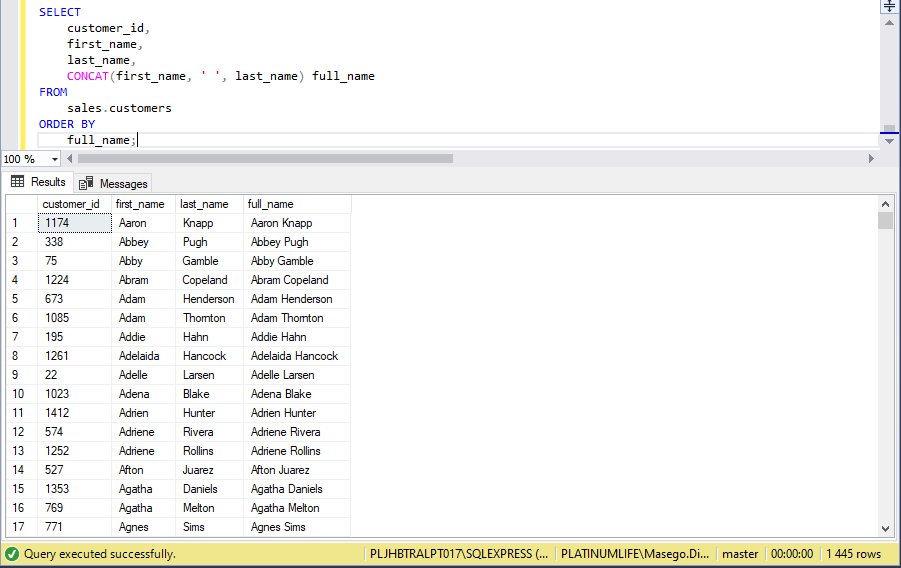 SELECT
customer_id,
first_name,
last_name,
CONCAT(first_name, ' ', last_name) full_name
FROM
sales.customers
ORDER BY
full_name;
100 %
Results Messages
customer_id first_name last_name full_name
1 1174 Aaron Knapp Aaron Knapp
2 338 Abbey Pugh Abbey Pugh
3 75 Abby Gamble Abby Gamble
4 1224 Abram Copeland Abram Copeland
5 673 Adam Henderson Adam Henderson
6 1085 Adam Thornton Adam Thornton
7 195 Addie Hahn Addie Hahn
8 1261 Adelaida Hancock Adelaida Hancock
9 22 Adelle Larsen Adelle Larsen
10 1023 Adena Blake Adena Blake
11 1412 Adrien Hunter Adrien Hunter
12 574 Adriene Rivera Adriene Rivera
13 1252 Adriene Rollins Adriene Rollins
14 527 Afton Juarez Afton Juarez
15 1353 Agatha Daniels Agatha Daniels
16 769 Agatha Melton Agatha Melton
17 771 Agnes Sims Agnes Sims
Query executed successfully. PLJHBTRALPT017\SQLEXPRESS (... PLATINUMLIFE\Masego.Di... master 00:00:00 1 445 rows